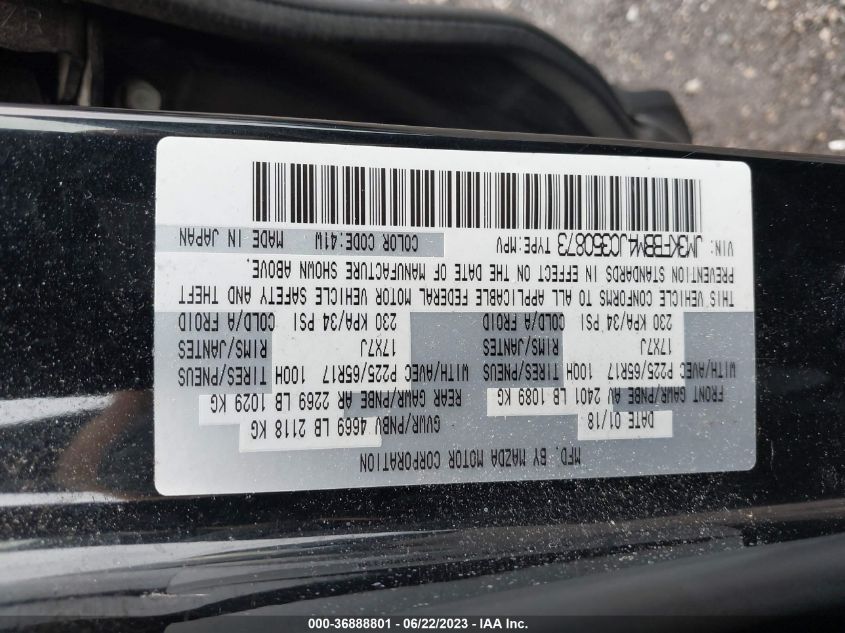 MFD. BY MAZDA MOTOR CORPORATION
DATE 01/18 GVWR/PNBV 4669 LB 2118 KG
FRONT GAWR/PNBE AV 2401 LB 1089 KG REAR GAWR/PNBE AR 2269 LB 1029 KG
WITH/AVEC P225/65R17 100H TIRES/PNEUS WITH/AVEC P225/65R17 100H TIRES/PNEUS
17X7J RIMS/JANTES 17X7J RIMS/JANTES
230 KPA/34 PSI COLD/A FROID 230 KPA/34 PSI COLD/A FROID
THIS VEHICLE CONFORMS TO ALL APPLICABLE FEDERAL MOTOR VEHICLE SAFETY AND THEFT
PREVENTION STANDARDS IN EFFECT ON THE DATE OF MANUFACTURE SHOWN ABOVE.
VIN: JM3KFBBM4J0350873 TYPE:MPV COLOR CODE:41W MADE IN JAPAN
000-36888801 - 06/22/2023 - IAA Inc.